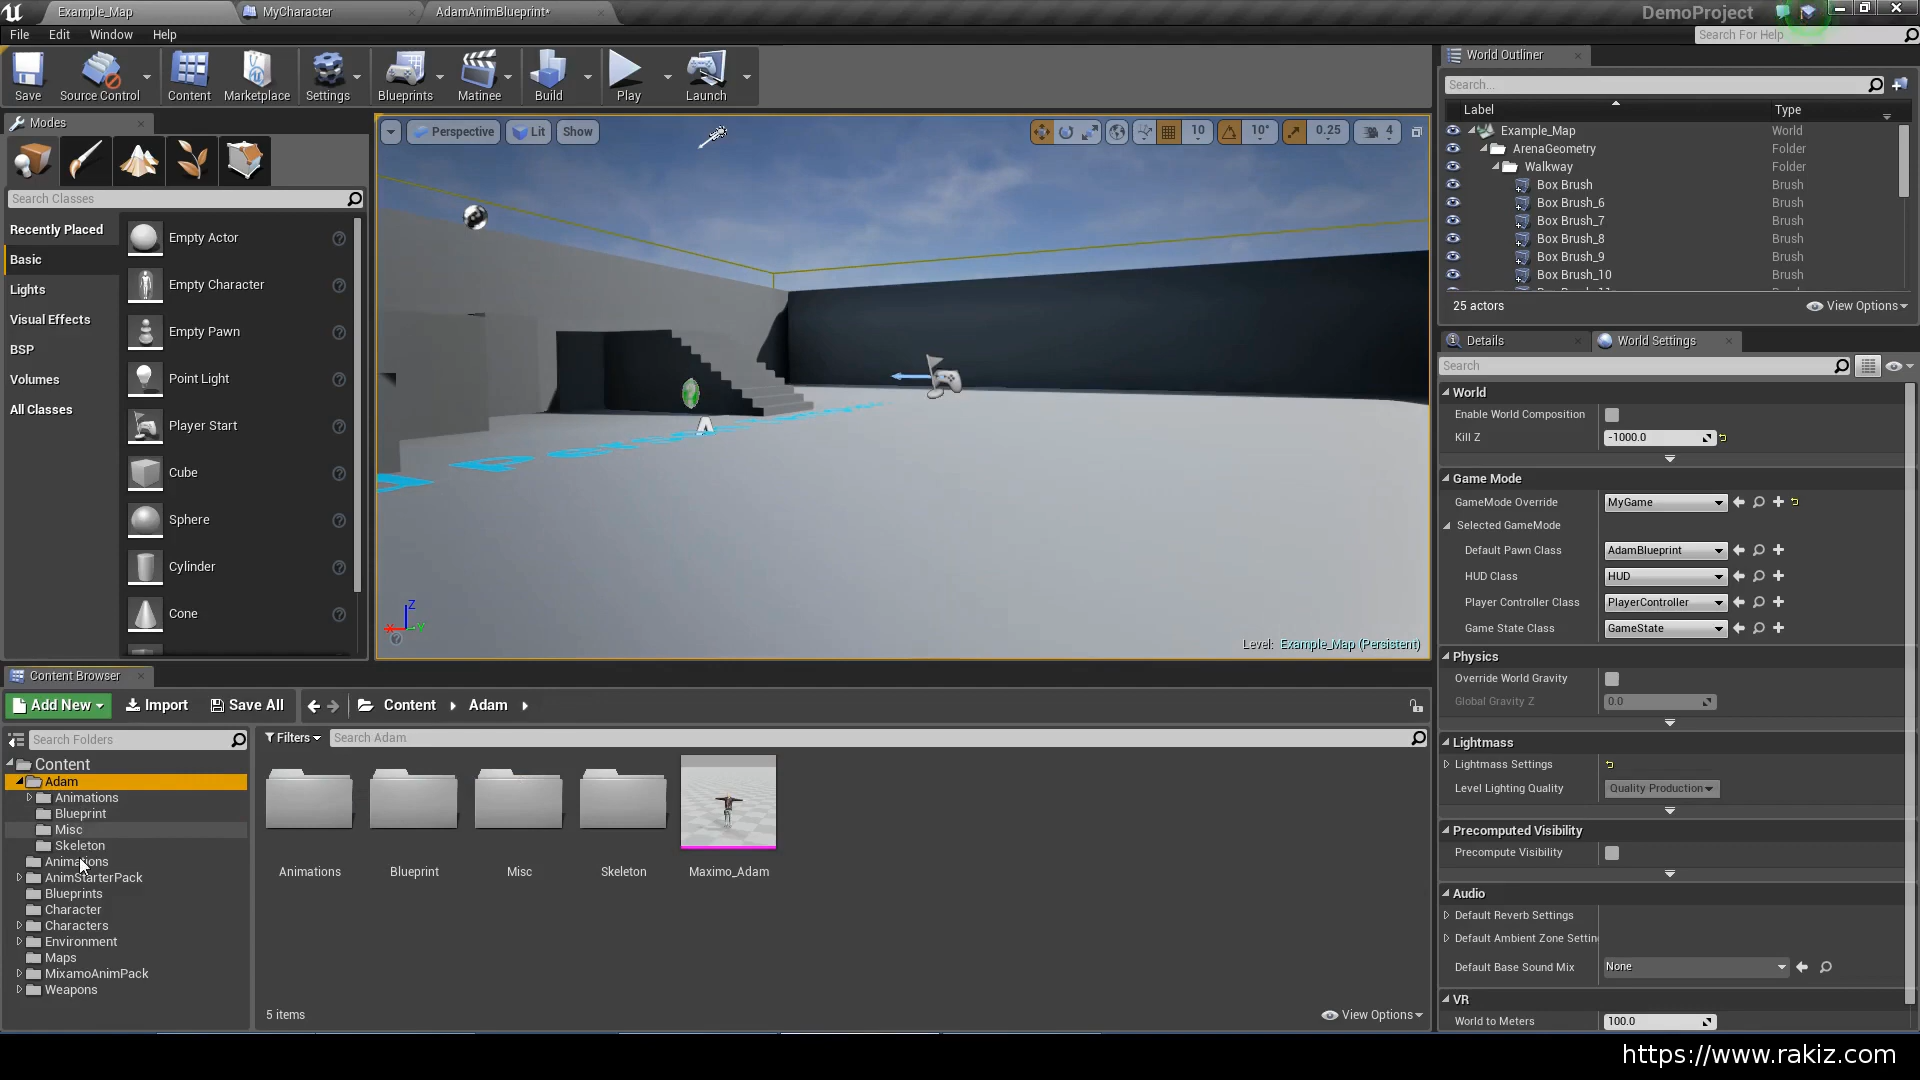 Example_Map
MyCharacter
AdamAnimBlueprint*
DemoProject
File
Edit
Window
Help
Search For Help
Save
Source Control
Content
Marketplace
Settings
Blueprints
Matinee
Build
Play
Launch
Modes
Search Classes
Recently Placed
Basic
Lights
Visual Effects
BSP
Volumes
All Classes
Empty Actor
Empty Character
Empty Pawn
Point Light
Player Start
Cube
Sphere
Cylinder
Cone
Perspective
Lit
Show
10
10°
0.25
4
Z
X
Y
Level: Example_Map (Persistent)
World Outliner
Search...
Label
Type
Example_Map World
ArenaGeometry Folder
Walkway Folder
Box Brush Brush
Box Brush_6 Brush
Box Brush_7 Brush
Box Brush_8 Brush
Box Brush_9 Brush
Box Brush_10 Brush
25 actors
View Options
Details
World Settings
Search
World
Enable World Composition
Kill Z -1000.0
Game Mode
GameMode Override MyGame
Selected GameMode
Default Pawn Class AdamBlueprint
HUD Class HUD
Player Controller Class PlayerController
Game State Class GameState
Physics
Override World Gravity
Global Gravity Z 0.0
Lightmass
Lightmass Settings
Level Lighting Quality Quality Production
Precomputed Visibility
Precompute Visibility
Audio
Default Reverb Settings
Default Ambient Zone Settin
Default Base Sound Mix None
VR
World to Meters 100.0
Content Browser
Add New
Import
Save All
Content
Adam
Search Folders
Filters
Search Adam
Content
Adam
Animations
Blueprint
Misc
Skeleton
Animations
AnimStarterPack
Blueprints
Character
Characters
Environment
Maps
MixamoAnimPack
Weapons
Animations
Blueprint
Misc
Skeleton
Maximo_Adam
5 items
View Options
https://www.rakiz.com